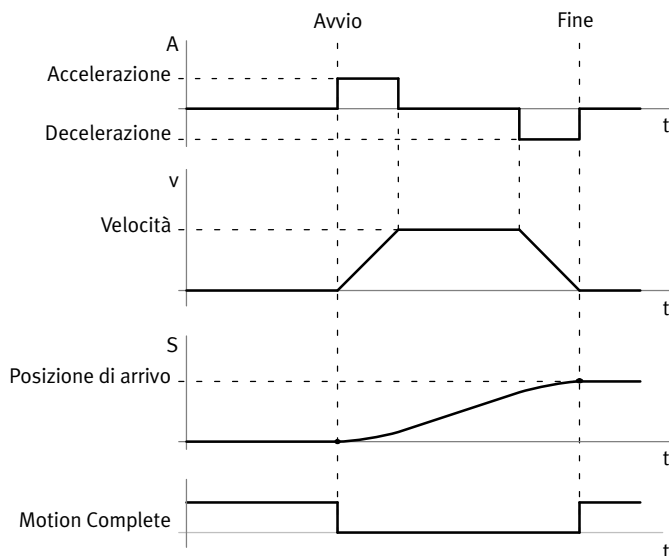 Avvio
Fine
A
Accelerazione
t
Decelerazione
v
Velocità
t
S
Posizione di arrivo
t
Motion Complete
t